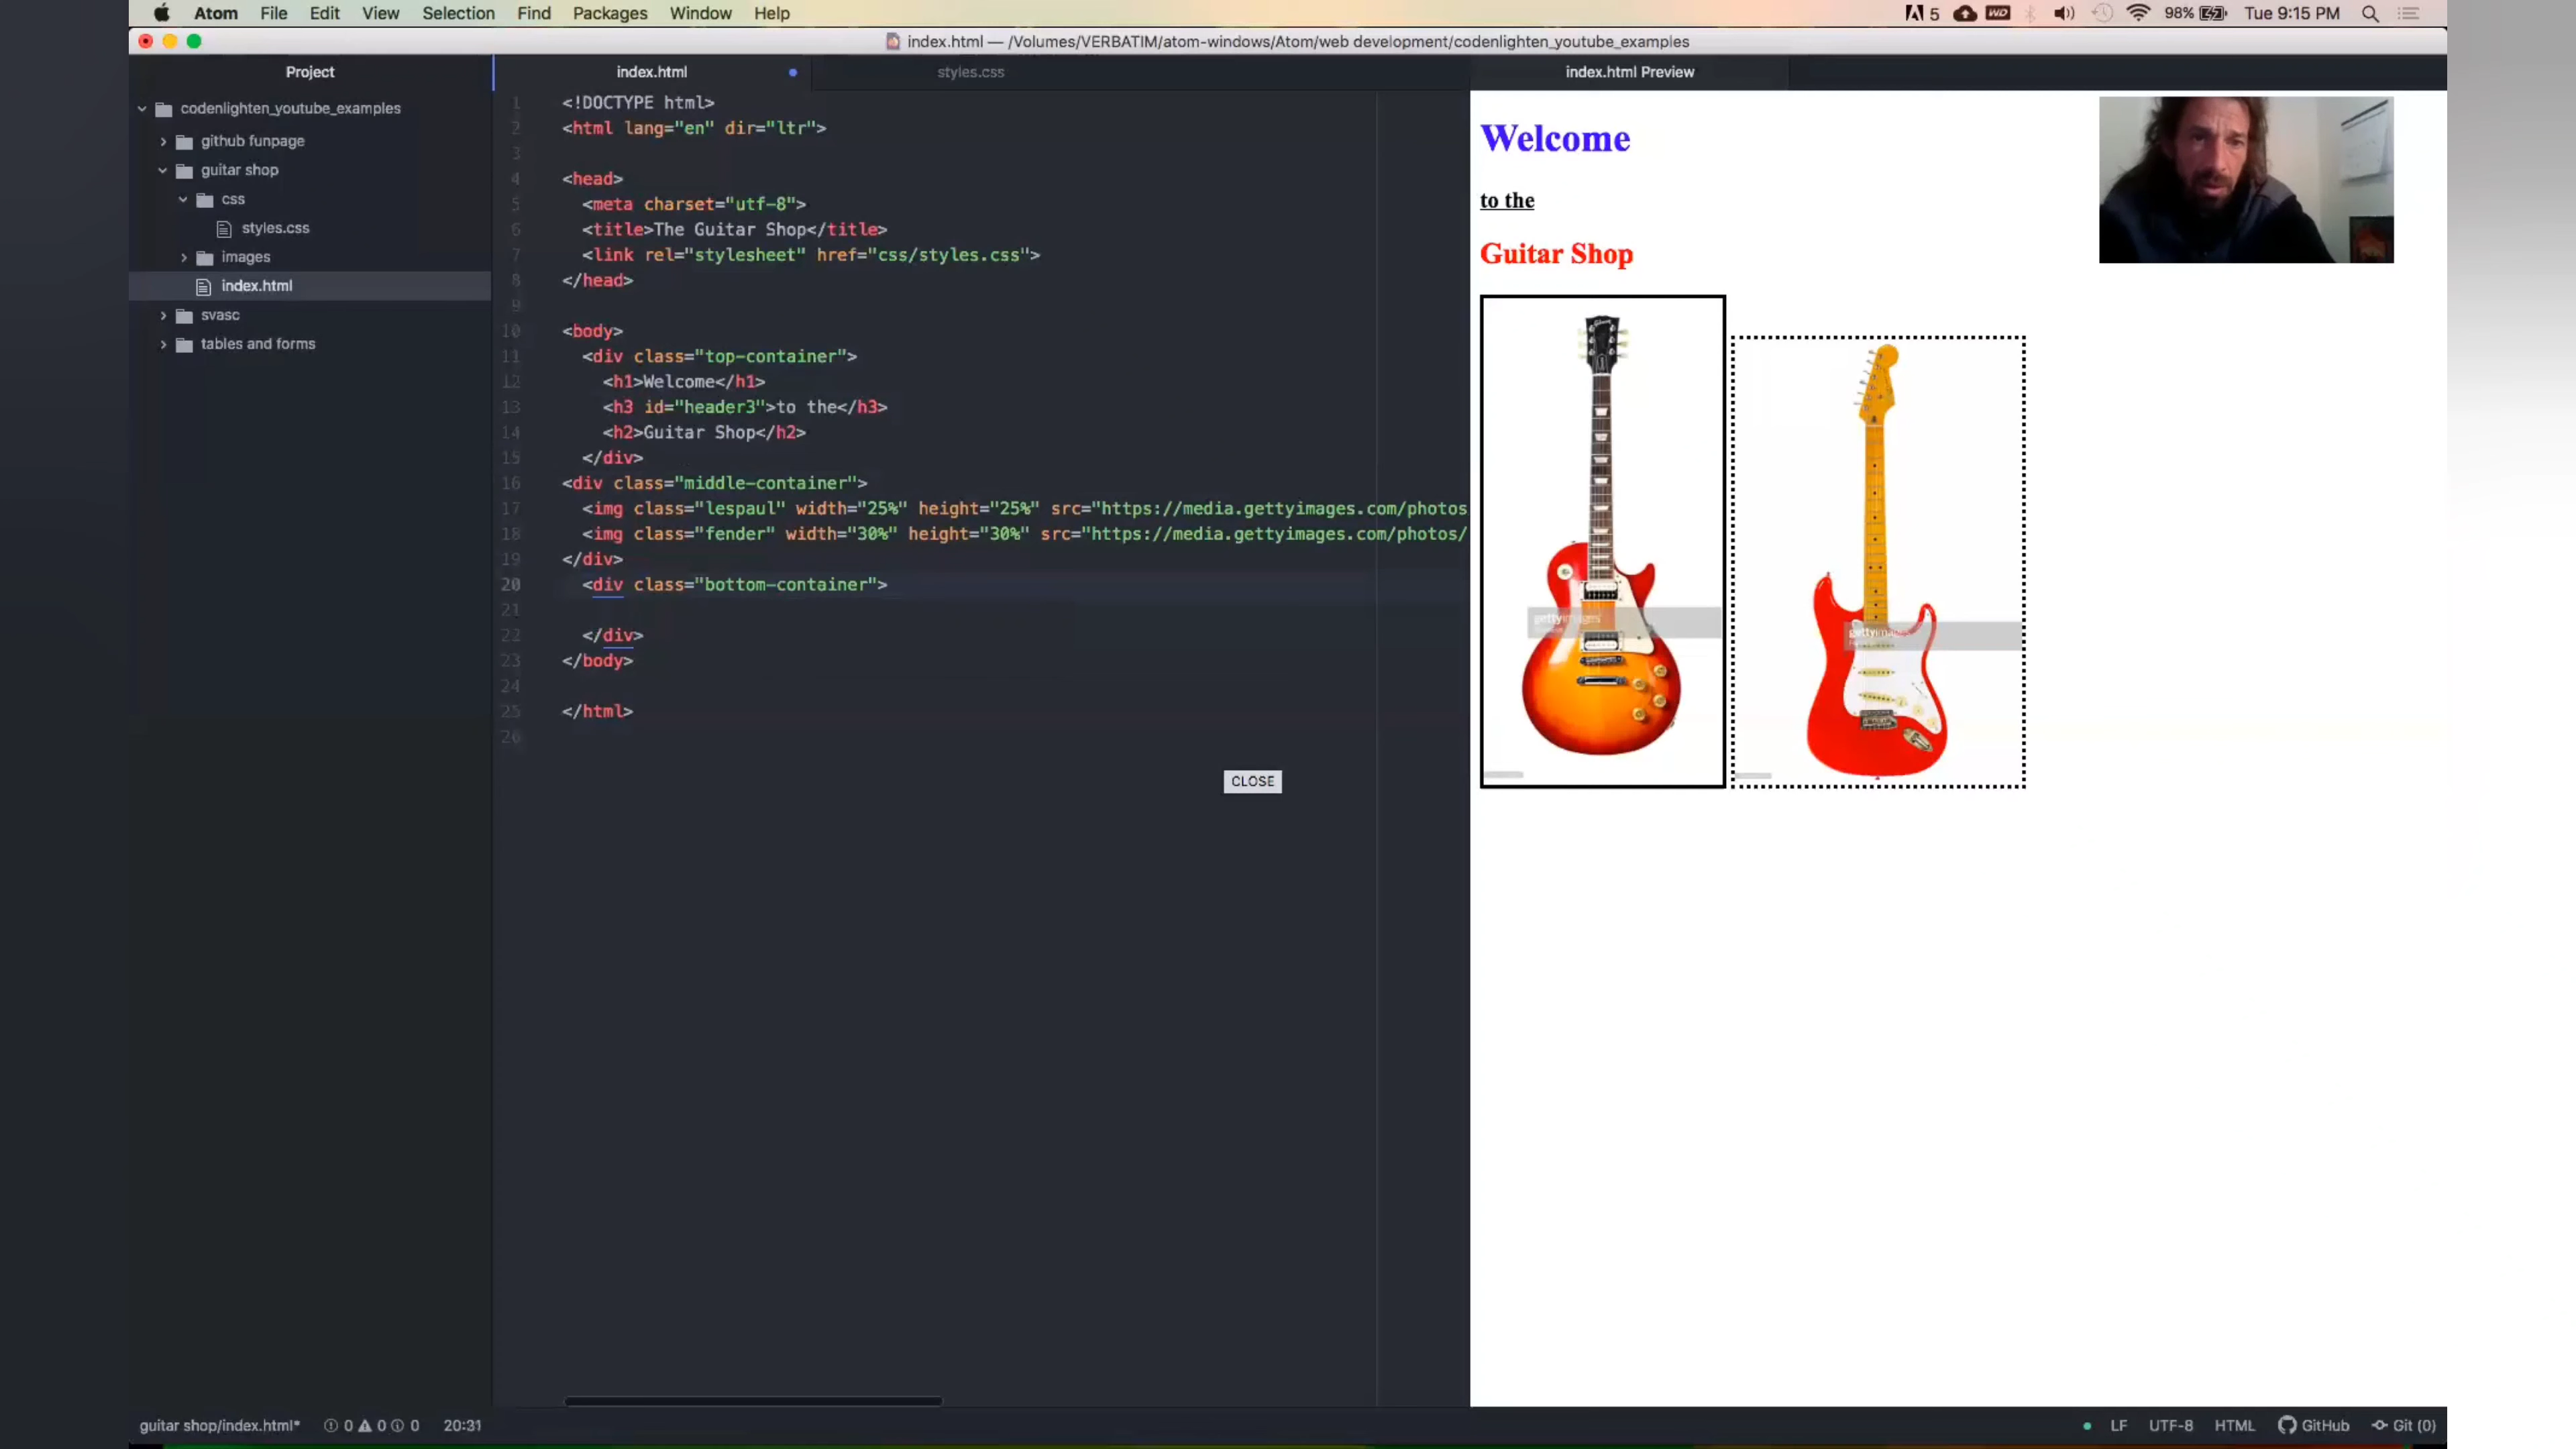 Atom File Edit View Selection Find Packages Window Help
5 WD 98% Tue 9:15 PM
index.html — /Volumes/VERBATIM/atom-windows/Atom/web development/codenlighten_youtube_examples
Project
codenlighten_youtube_examples
github funpage
guitar shop
css
styles.css
images
index.html
svasc
tables and forms
index.html
styles.css
index.html Preview
1 <!DOCTYPE html>
2 <html lang="en" dir="ltr">
3
4 <head>
5 <meta charset="utf-8">
6 <title>The Guitar Shop</title>
7 <link rel="stylesheet" href="css/styles.css">
8 </head>
9
10 <body>
11 <div class="top-container">
12 <h1>Welcome</h1>
13 <h3 id="header3">to the</h3>
14 <h2>Guitar Shop</h2>
15 </div>
16 <div class="middle-container">
17 <img class="lespaul" width="25%" height="25%" src="https://media.gettyimages.com/photos
18 <img class="fender" width="30%" height="30%" src="https://media.gettyimages.com/photos/
19 </div>
20 <div class="bottom-container">
21
22 </div>
23 </body>
24
25 </html>
26
CLOSE
Welcome
to the
Guitar Shop
Gibson
gettyimages
gettyimages
guitar shop/index.html* 0 0 0 20:31
LF UTF-8 HTML GitHub Git (0)